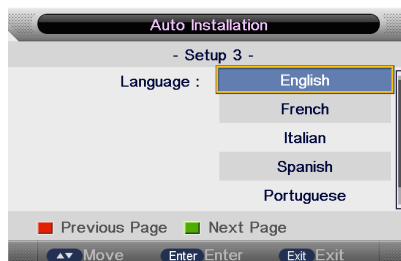 Auto Installation
- Setup 3 -
Language : English
French
Italian
Spanish
Portuguese
Previous Page Next Page
▲▼ Move Enter Enter Exit Exit